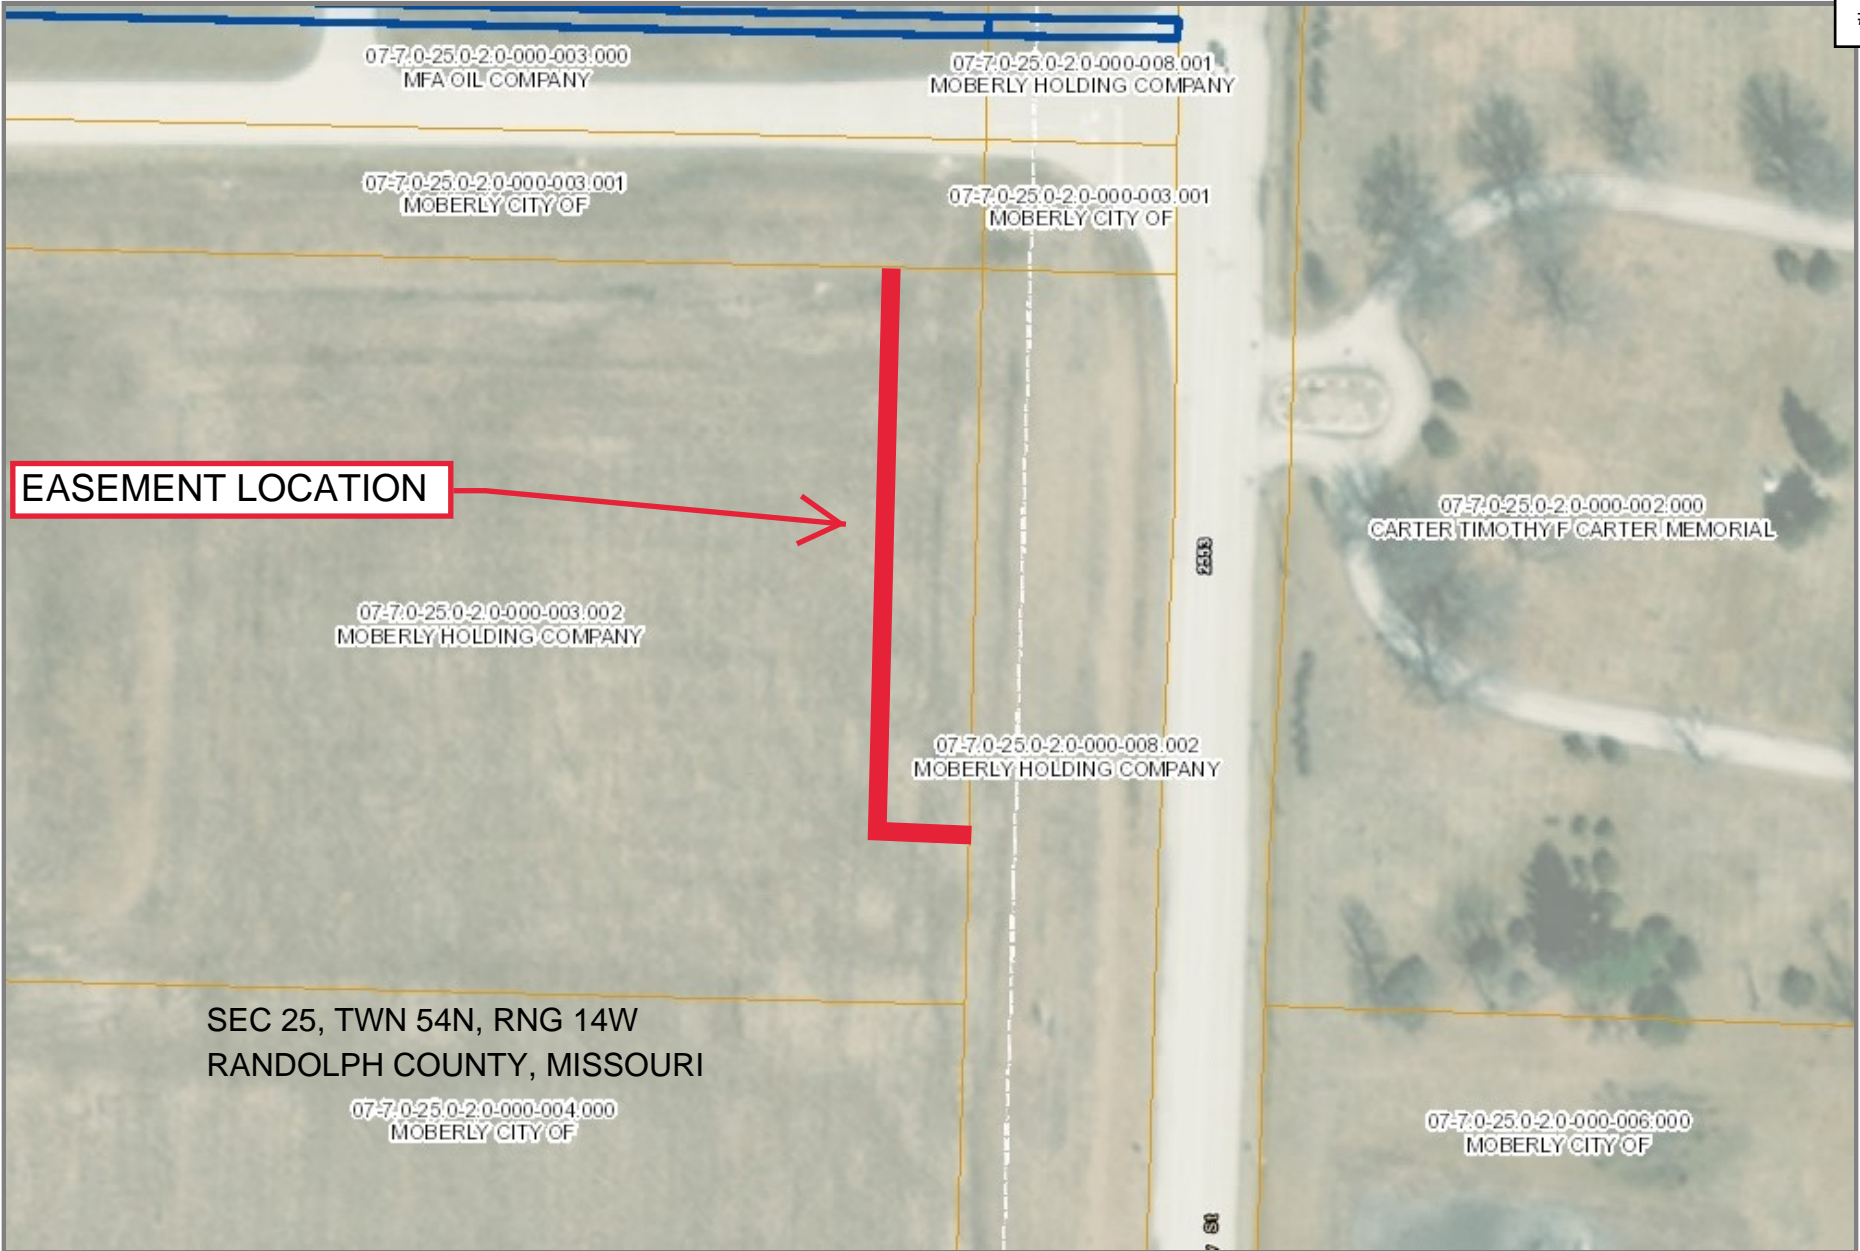 07-7.0-25.0-2.0-000-003.000
MFA OIL COMPANY
07-7.0-25.0-2.0-000-008.001
MOBERLY HOLDING COMPANY
07-7.0-25.0-2.0-000-003.001
MOBERLY CITY OF
07-7.0-25.0-2.0-000-003.001
MOBERLY CITY OF
EASEMENT LOCATION
07-7.0-25.0-2.0-000-002.000
CARTER TIMOTHY F CARTER MEMORIAL
2553
07-7.0-25.0-2.0-000-003.002
MOBERLY HOLDING COMPANY
07-7.0-25.0-2.0-000-008.002
MOBERLY HOLDING COMPANY
SEC 25, TWN 54N, RNG 14W
RANDOLPH COUNTY, MISSOURI
07-7.0-25.0-2.0-000-004.000
MOBERLY CITY OF
07-7.0-25.0-2.0-000-006.000
MOBERLY CITY OF
St